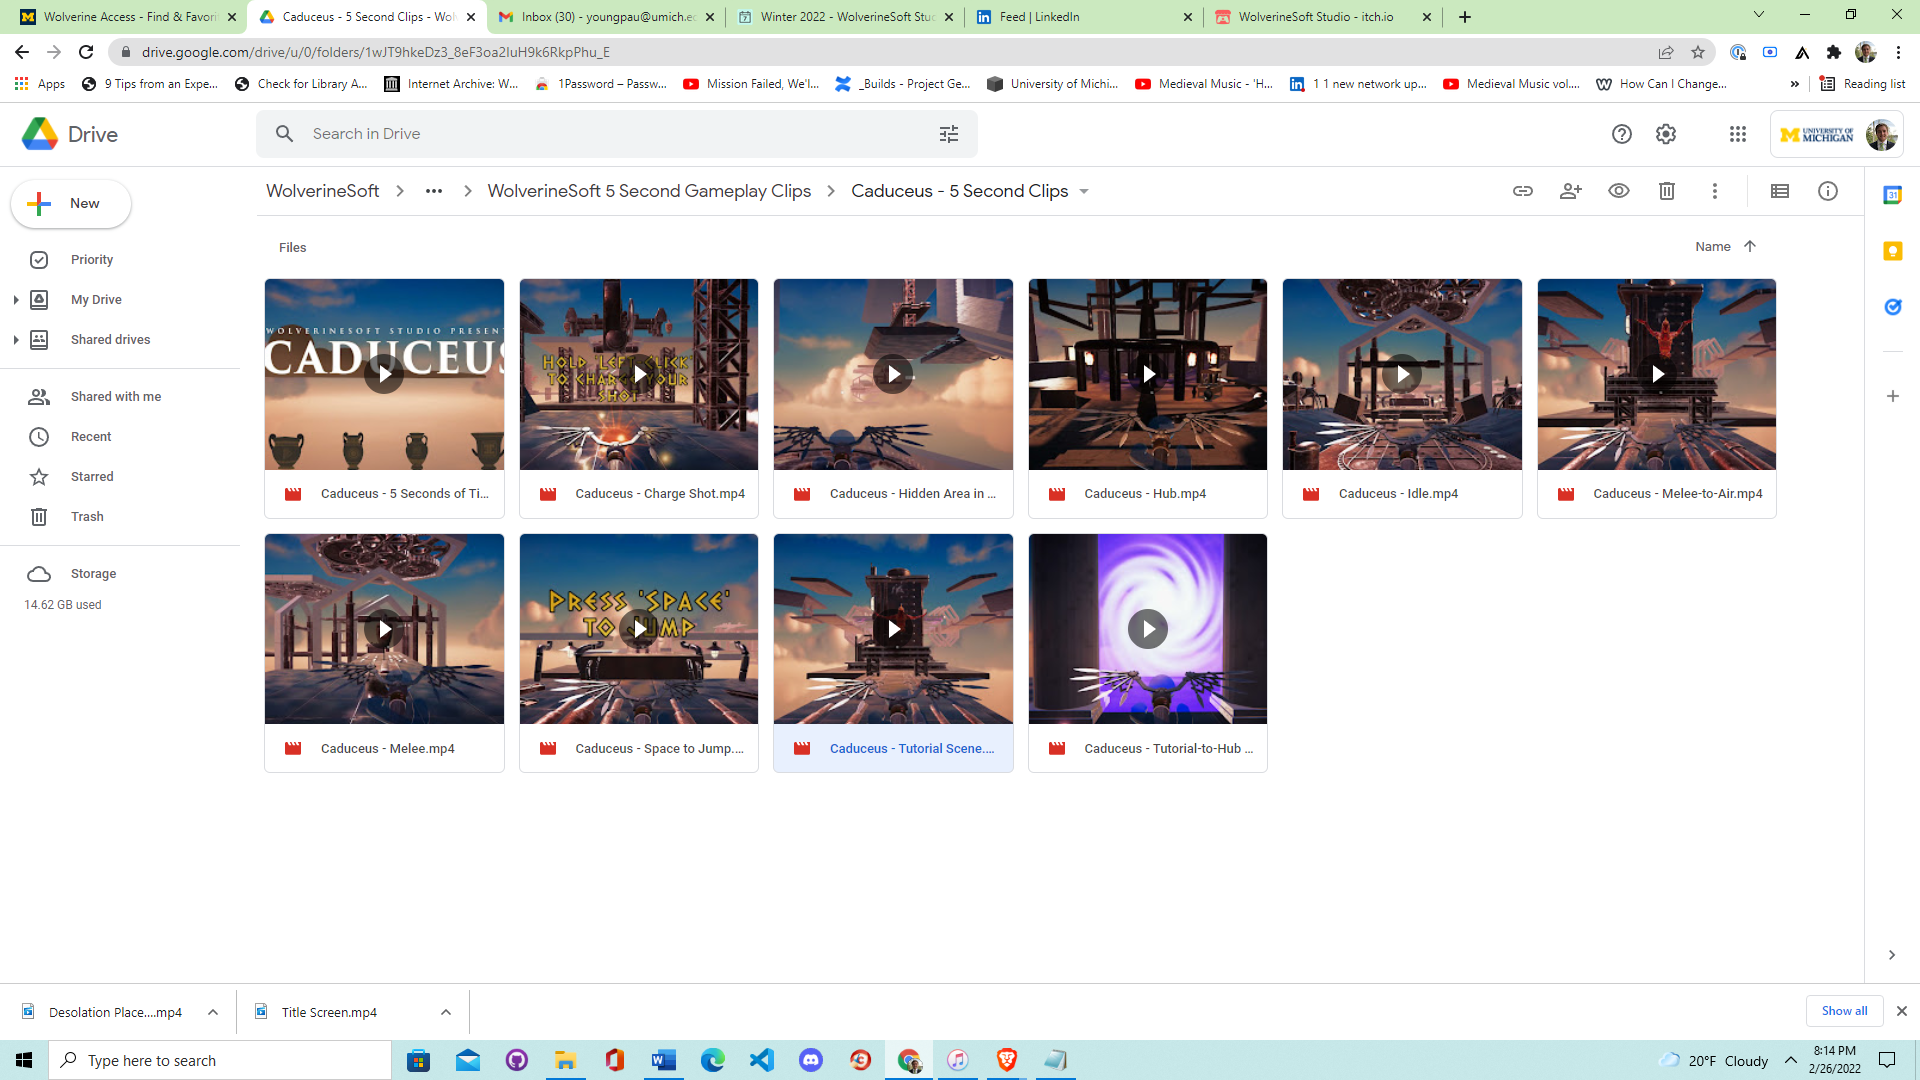 Wolverine Access - Find & Favori
Caduceus - 5 Second Clips - Wol
Inbox (30) - youngpau@umich.ed
Winter 2022 - WolverineSoft Stud
Feed | LinkedIn
WolverineSoft Studio - itch.io
drive.google.com/drive/u/0/folders/1wJT9hkeDz3_8eF3oa2IuH9k6RkpPhu_E
Apps
9 Tips from an Expe...
Check for Library A...
Internet Archive: W...
1Password – Passw...
Mission Failed, We'l...
_Builds - Project Ge...
University of Michi...
Medieval Music - 'H...
1 1 new network up...
Medieval Music vol....
How Can I Change...
»
Reading list
Drive
Search in Drive
UNIVERSITY OF MICHIGAN
New
WolverineSoft
WolverineSoft 5 Second Gameplay Clips
Caduceus - 5 Second Clips
Priority
My Drive
Shared drives
Shared with me
Recent
Starred
Trash
Storage
14.62 GB used
Files
Name
WOLVERINESOFT STUDIO PRESENT
CADUCEUS
HOLD 'LEFT CLICK'
TO CHARGE YOUR
SHOT
Caduceus - 5 Seconds of Ti...
Caduceus - Charge Shot.mp4
Caduceus - Hidden Area in ...
Caduceus - Hub.mp4
Caduceus - Idle.mp4
Caduceus - Melee-to-Air.mp4
PRESS 'SPACE'
TO JUMP
Caduceus - Melee.mp4
Caduceus - Space to Jump....
Caduceus - Tutorial Scene....
Caduceus - Tutorial-to-Hub ...
31
Desolation Place....mp4
Title Screen.mp4
Show all
Type here to search
20°F Cloudy
8:14 PM
2/26/2022